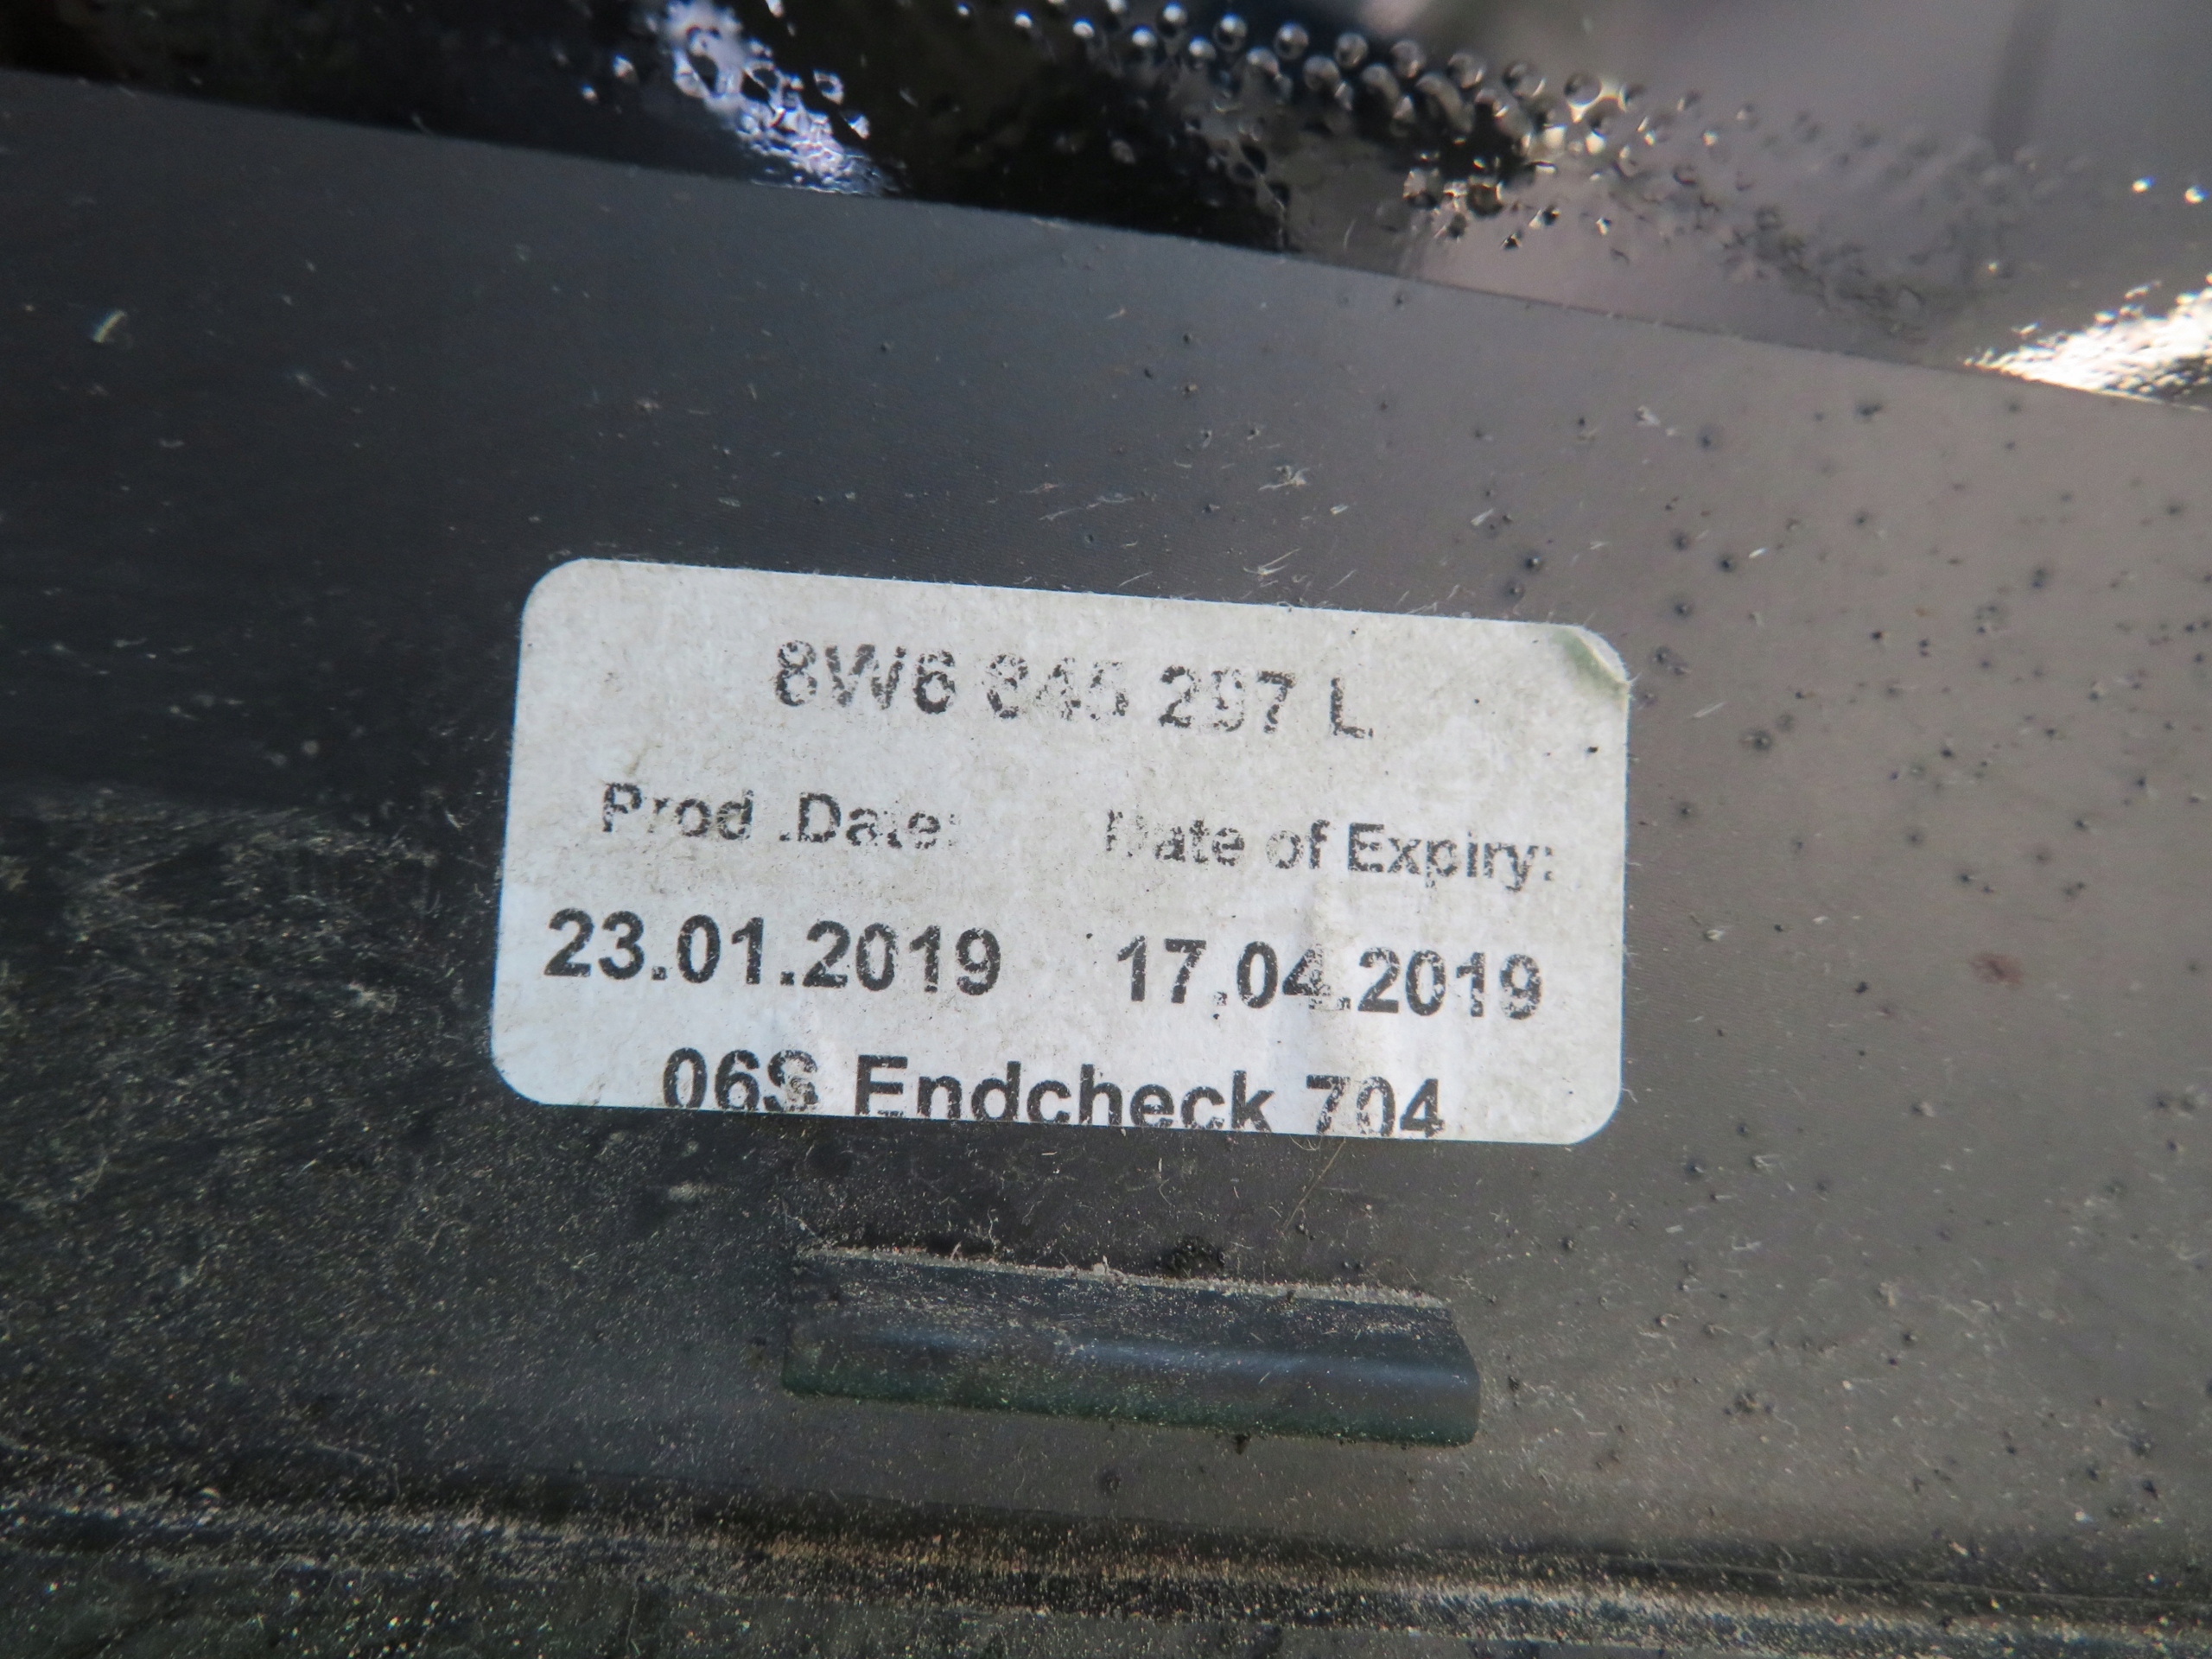 8W6 845 297 L
Prod .Date: Date of Expiry:
23.01.2019 17.04.2019
06S Endcheck 704